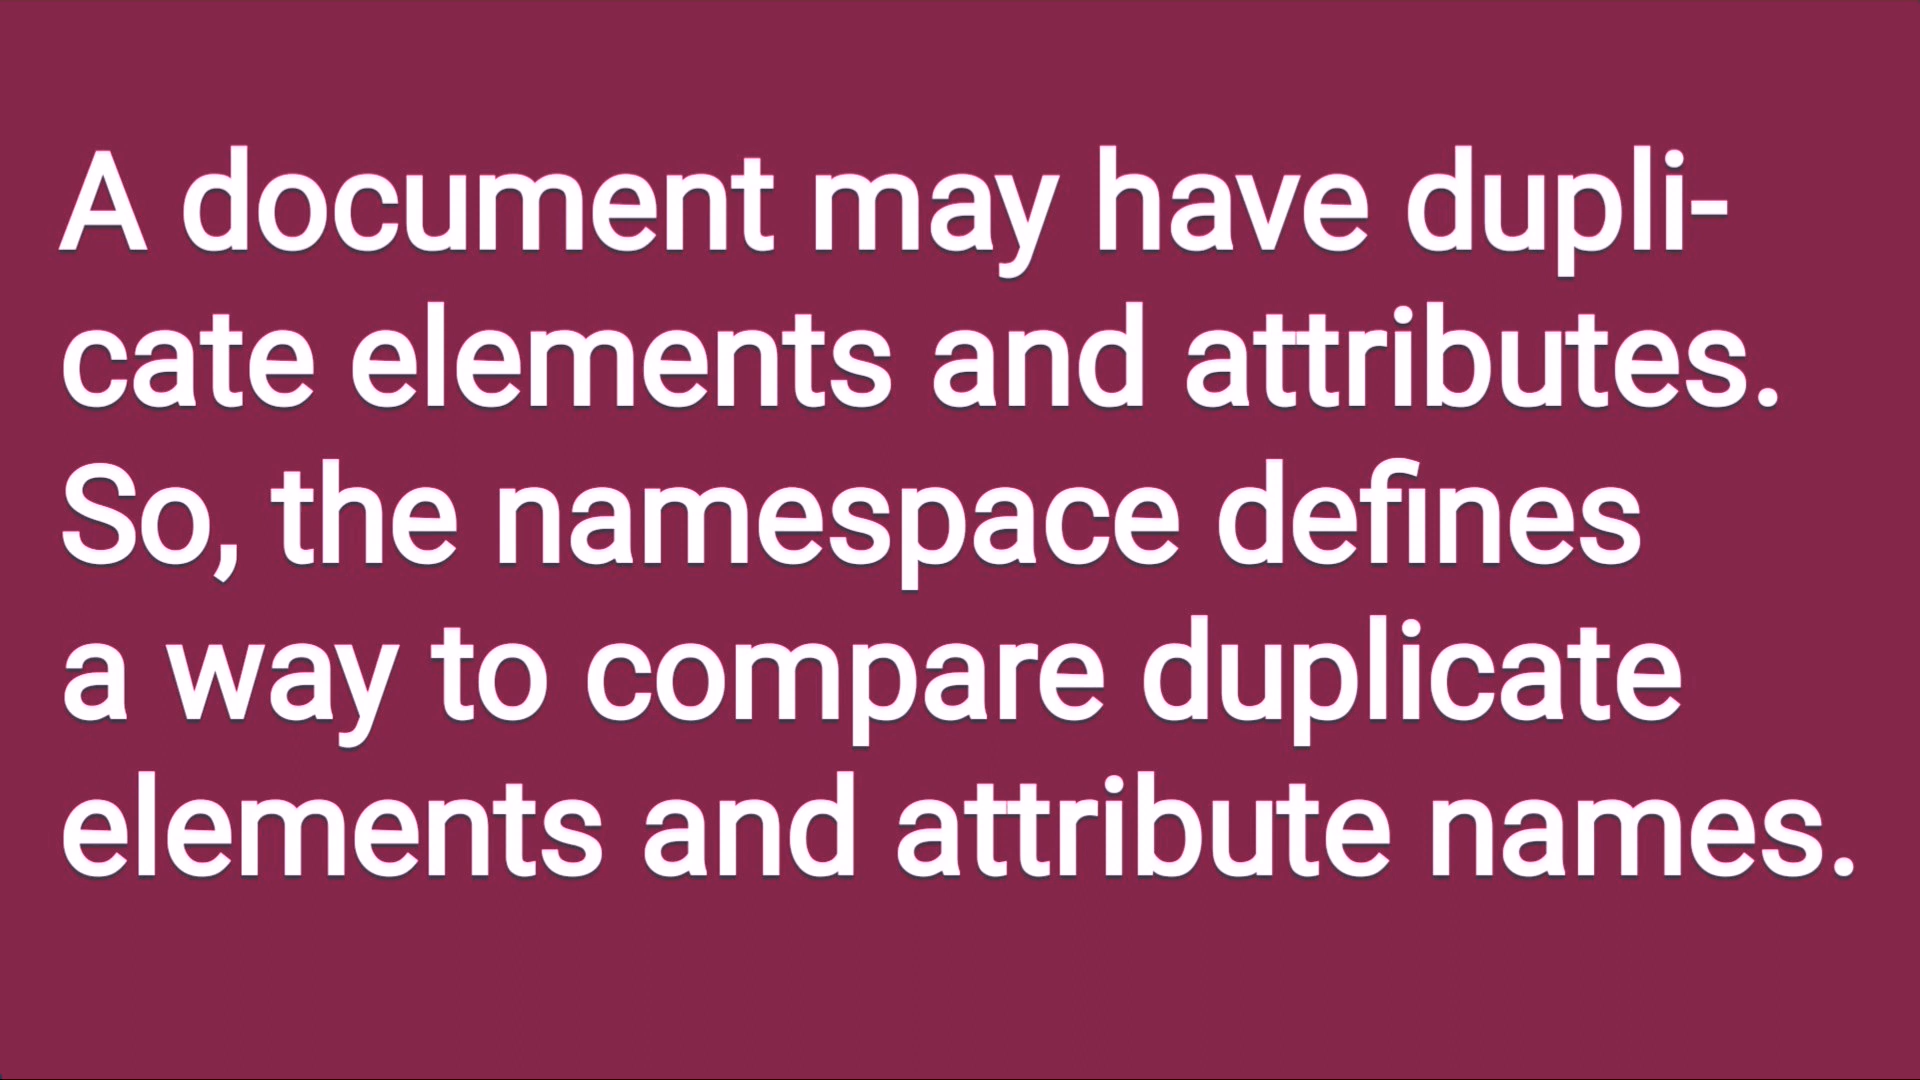 A document may have dupli-
cate elements and attributes.
So, the namespace defines
a way to compare duplicate
elements and attribute names.